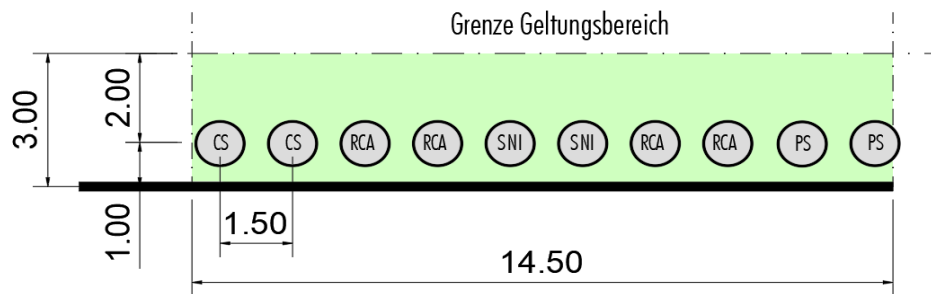 Grenze Geltungsbereich
3.00
2.00
1.00
CS CS RCA RCA SNI SNI RCA RCA PS PS
1.50
14.50